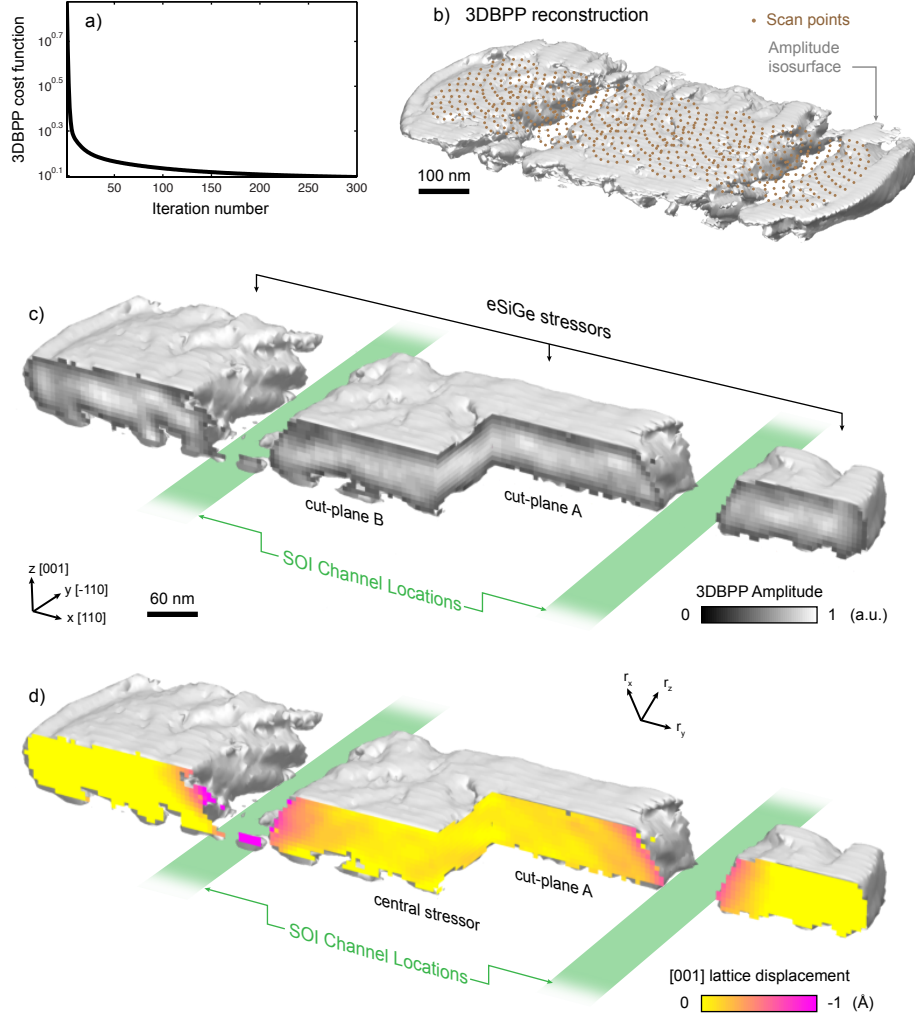 a)
3DBPP cost function
10^0.7
10^0.5
10^0.3
10^0.1
50 100 150 200 250 300
Iteration number
b) 3DBPP reconstruction
Scan points
Amplitude
isosurface
100 nm
c)
eSiGe stressors
cut-plane B
cut-plane A
SOI Channel Locations
z [001]
y [-110]
x [110]
60 nm
3DBPP Amplitude
0 1 (a.u.)
d)
r_x
r_z
r_y
cut-plane A
central stressor
SOI Channel Locations
[001] lattice displacement
0 -1 (Å)